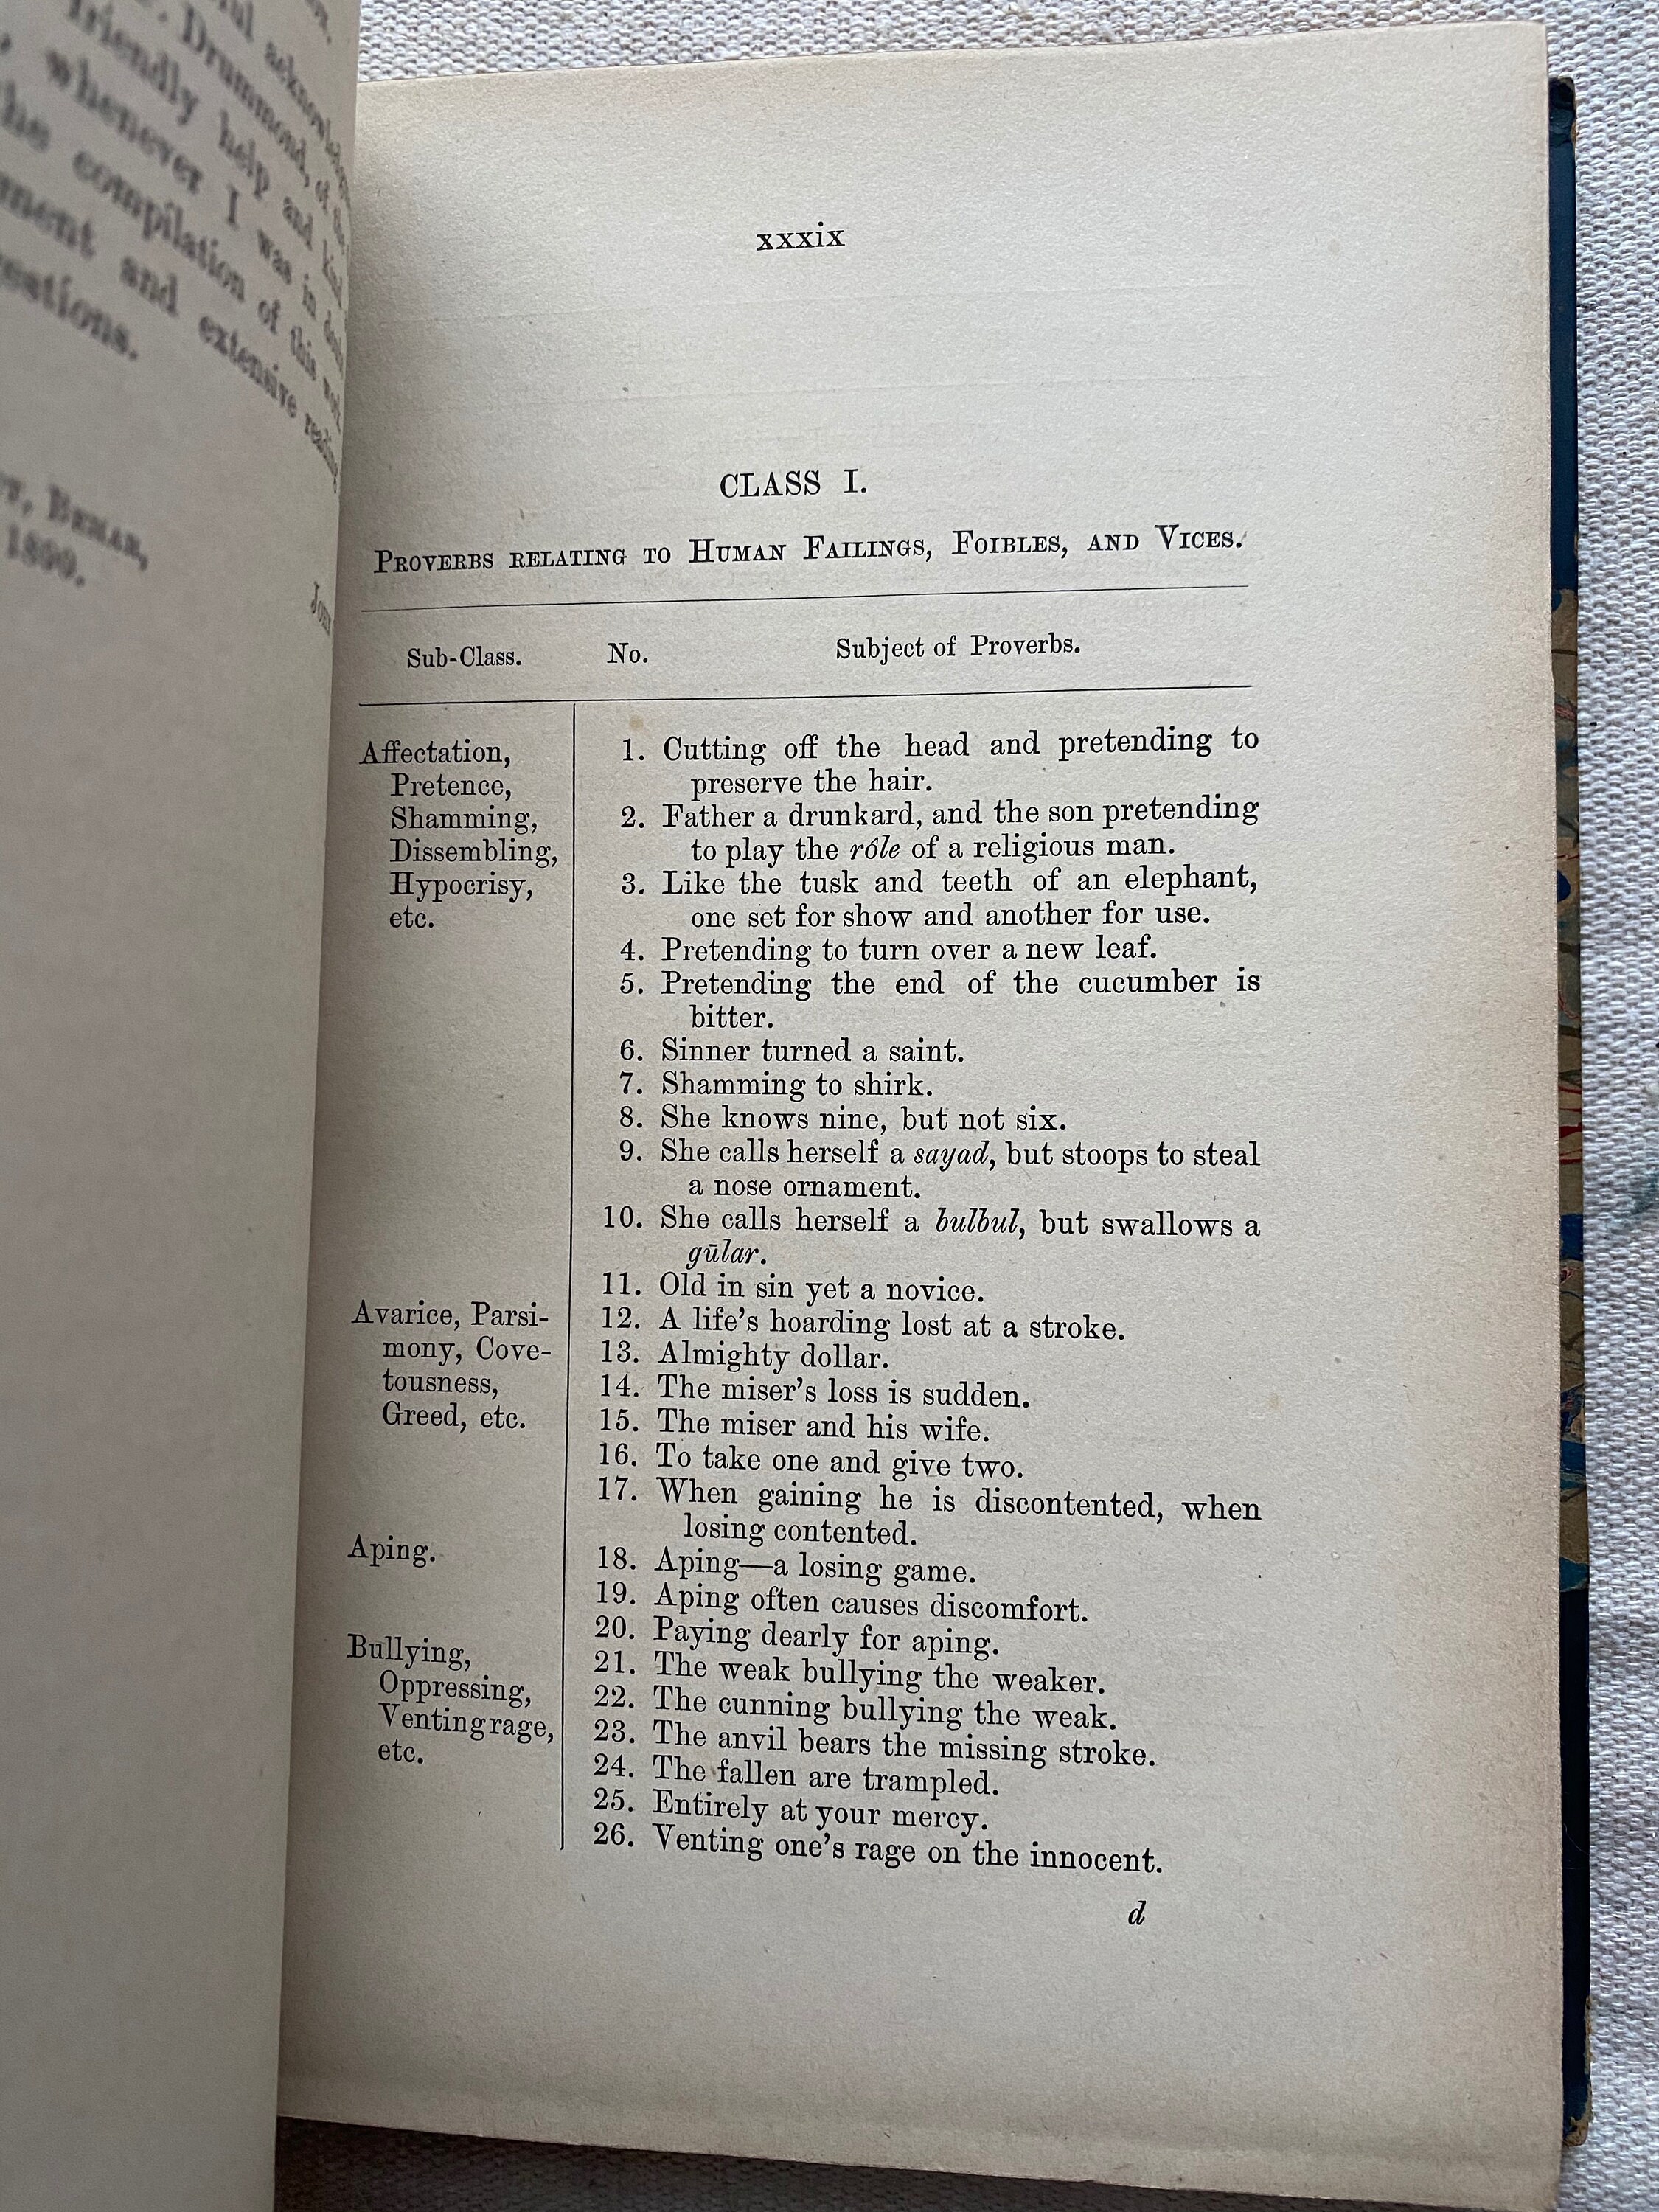 acknowledg
Drummond, of the
friendly help and kind
whenever I was in doubt
compilation of this work,
and extensive reading
BEHAR,
1890.
JOHN
xxxix
CLASS I.
PROVERBS RELATING TO HUMAN FAILINGS, FOIBLES, AND VICES.
Sub-Class. No. Subject of Proverbs.
Affectation, 1. Cutting off the head and pretending to
Pretence, preserve the hair.
Shamming, 2. Father a drunkard, and the son pretending
Dissembling, to play the rôle of a religious man.
Hypocrisy, 3. Like the tusk and teeth of an elephant,
etc. one set for show and another for use.
4. Pretending to turn over a new leaf.
5. Pretending the end of the cucumber is
bitter.
6. Sinner turned a saint.
7. Shamming to shirk.
8. She knows nine, but not six.
9. She calls herself a sayad, but stoops to steal
a nose ornament.
10. She calls herself a bulbul, but swallows a
gūlar.
11. Old in sin yet a novice.
Avarice, Parsi- 12. A life's hoarding lost at a stroke.
mony, Cove- 13. Almighty dollar.
tousness, 14. The miser's loss is sudden.
Greed, etc. 15. The miser and his wife.
16. To take one and give two.
17. When gaining he is discontented, when
losing contented.
Aping. 18. Aping—a losing game.
19. Aping often causes discomfort.
20. Paying dearly for aping.
Bullying, 21. The weak bullying the weaker.
Oppressing, 22. The cunning bullying the weak.
Venting rage, 23. The anvil bears the missing stroke.
etc. 24. The fallen are trampled.
25. Entirely at your mercy.
26. Venting one's rage on the innocent.
d